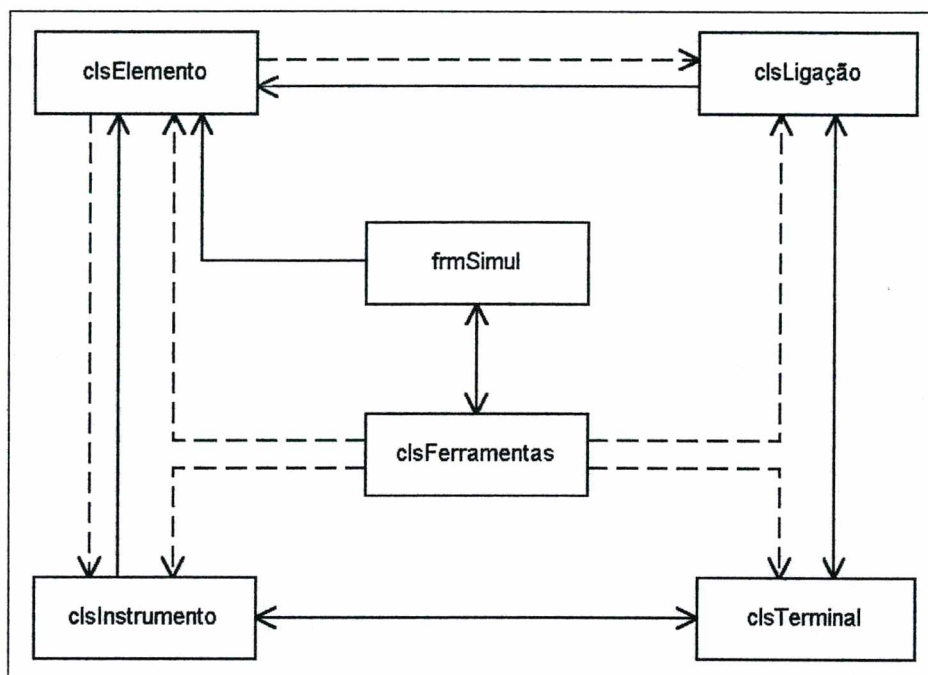 clsElemento
clsLigação
frmSimul
clsFerramentas
clsInstrumento
clsTerminal